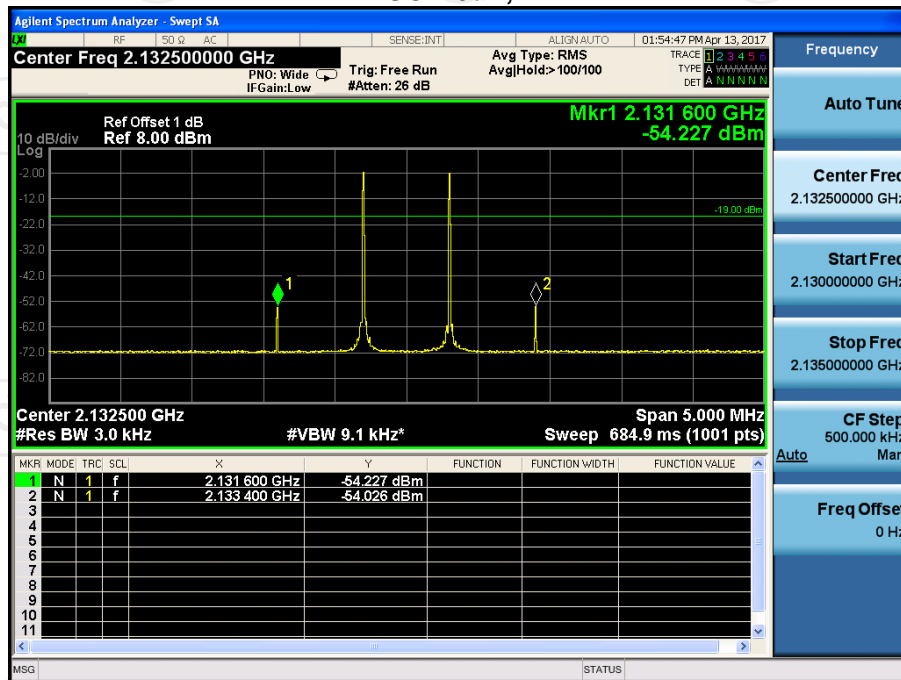 Agilent Spectrum Analyzer - Swept SA
LXI RF 50 Ω AC SENSE:INT ALIGN AUTO 01:54:47 PM Apr 13, 2017
Center Freq 2.132500000 GHz
PNO: Wide
IFGain:Low
Trig: Free Run
#Atten: 26 dB
Avg Type: RMS
Avg|Hold:>100/100
TRACE 1 2 3 4 5 6
TYPE A WWWWW
DET A N N N N N
Ref Offset 1 dB
10 dB/div Ref 8.00 dBm
Log
Mkr1 2.131 600 GHz
-54.227 dBm
-2.00
-12.0
-19.00 dBm
-22.0
-32.0
-42.0
1
2
-52.0
-62.0
-72.0
-82.0
Center 2.132500 GHz Span 5.000 MHz
#Res BW 3.0 kHz #VBW 9.1 kHz* Sweep 684.9 ms (1001 pts)
MKR MODE TRC SCL X Y FUNCTION FUNCTION WIDTH FUNCTION VALUE
1 N 1 f 2.131 600 GHz -54.227 dBm
2 N 1 f 2.133 400 GHz -54.026 dBm
3
4
5
6
7
8
9
10
11
MSG STATUS
Frequency
Auto Tune
Center Freq
2.132500000 GHz
Start Freq
2.130000000 GHz
Stop Freq
2.135000000 GHz
CF Step
500.000 kHz
Auto Man
Freq Offset
0 Hz